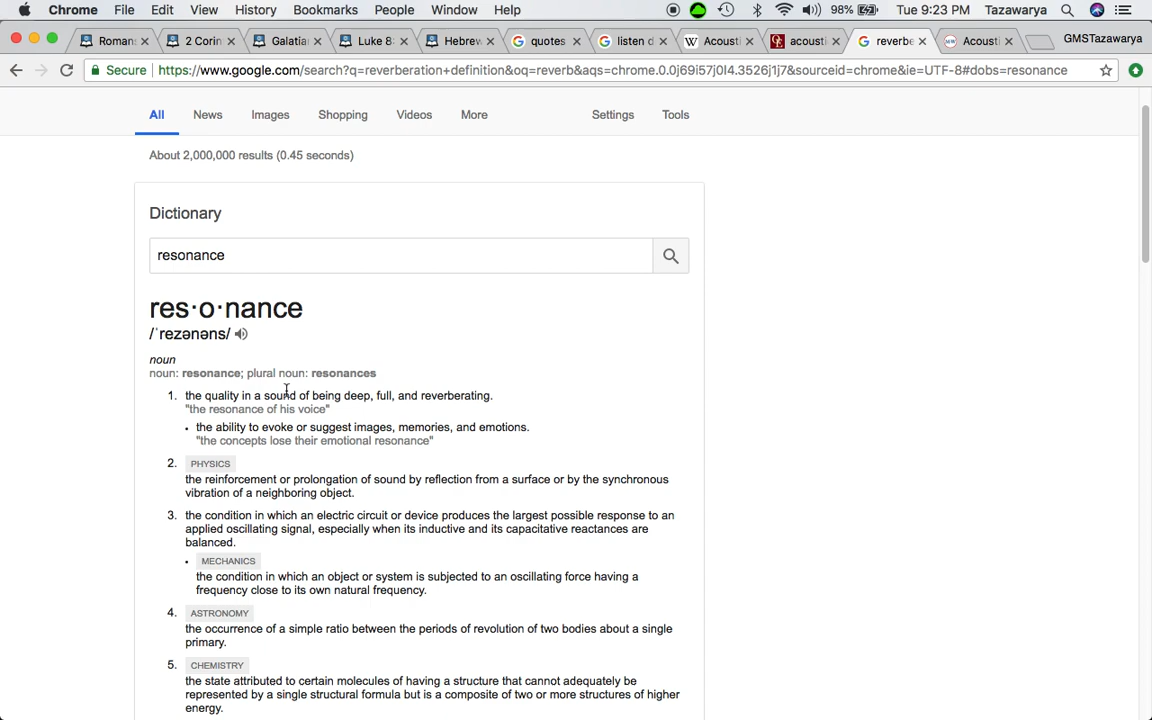 Chrome File Edit View History Bookmarks People Window Help 98% Tue 9:23 PM Tazawarya
Roman 2 Corin Galatia Luke 8 Hebrew quotes listen d Acousti acousti reverbe Acousti GMSTazawarya
Secure https://www.google.com/search?q=reverberation+definition&oq=reverb&aqs=chrome.0.0j69i57j0l4.3526j1j7&sourceid=chrome&ie=UTF-8#dobs=resonance
All News Images Shopping Videos More Settings Tools
About 2,000,000 results (0.45 seconds)
Dictionary
resonance
res·o·nance
/ˈrezənəns/
noun
noun: resonance; plural noun: resonances
1. the quality in a sound of being deep, full, and reverberating.
"the resonance of his voice"
• the ability to evoke or suggest images, memories, and emotions.
"the concepts lose their emotional resonance"
2. PHYSICS
the reinforcement or prolongation of sound by reflection from a surface or by the synchronous
vibration of a neighboring object.
3. the condition in which an electric circuit or device produces the largest possible response to an
applied oscillating signal, especially when its inductive and its capacitative reactances are
balanced.
• MECHANICS
the condition in which an object or system is subjected to an oscillating force having a
frequency close to its own natural frequency.
4. ASTRONOMY
the occurrence of a simple ratio between the periods of revolution of two bodies about a single
primary.
5. CHEMISTRY
the state attributed to certain molecules of having a structure that cannot adequately be
represented by a single structural formula but is a composite of two or more structures of higher
energy.